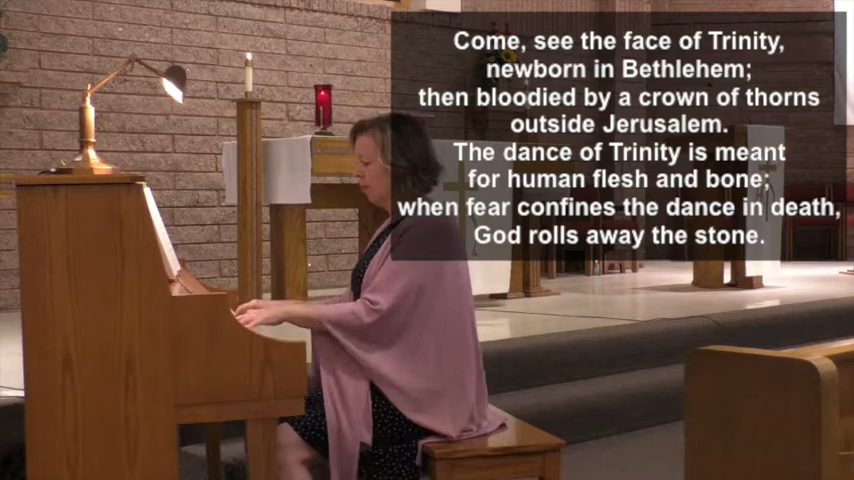 Come, see the face of Trinity,
newborn in Bethlehem;
then bloodied by a crown of thorns
outside Jerusalem.
The dance of Trinity is meant
for human flesh and bone;
when fear confines the dance in death,
God rolls away the stone.